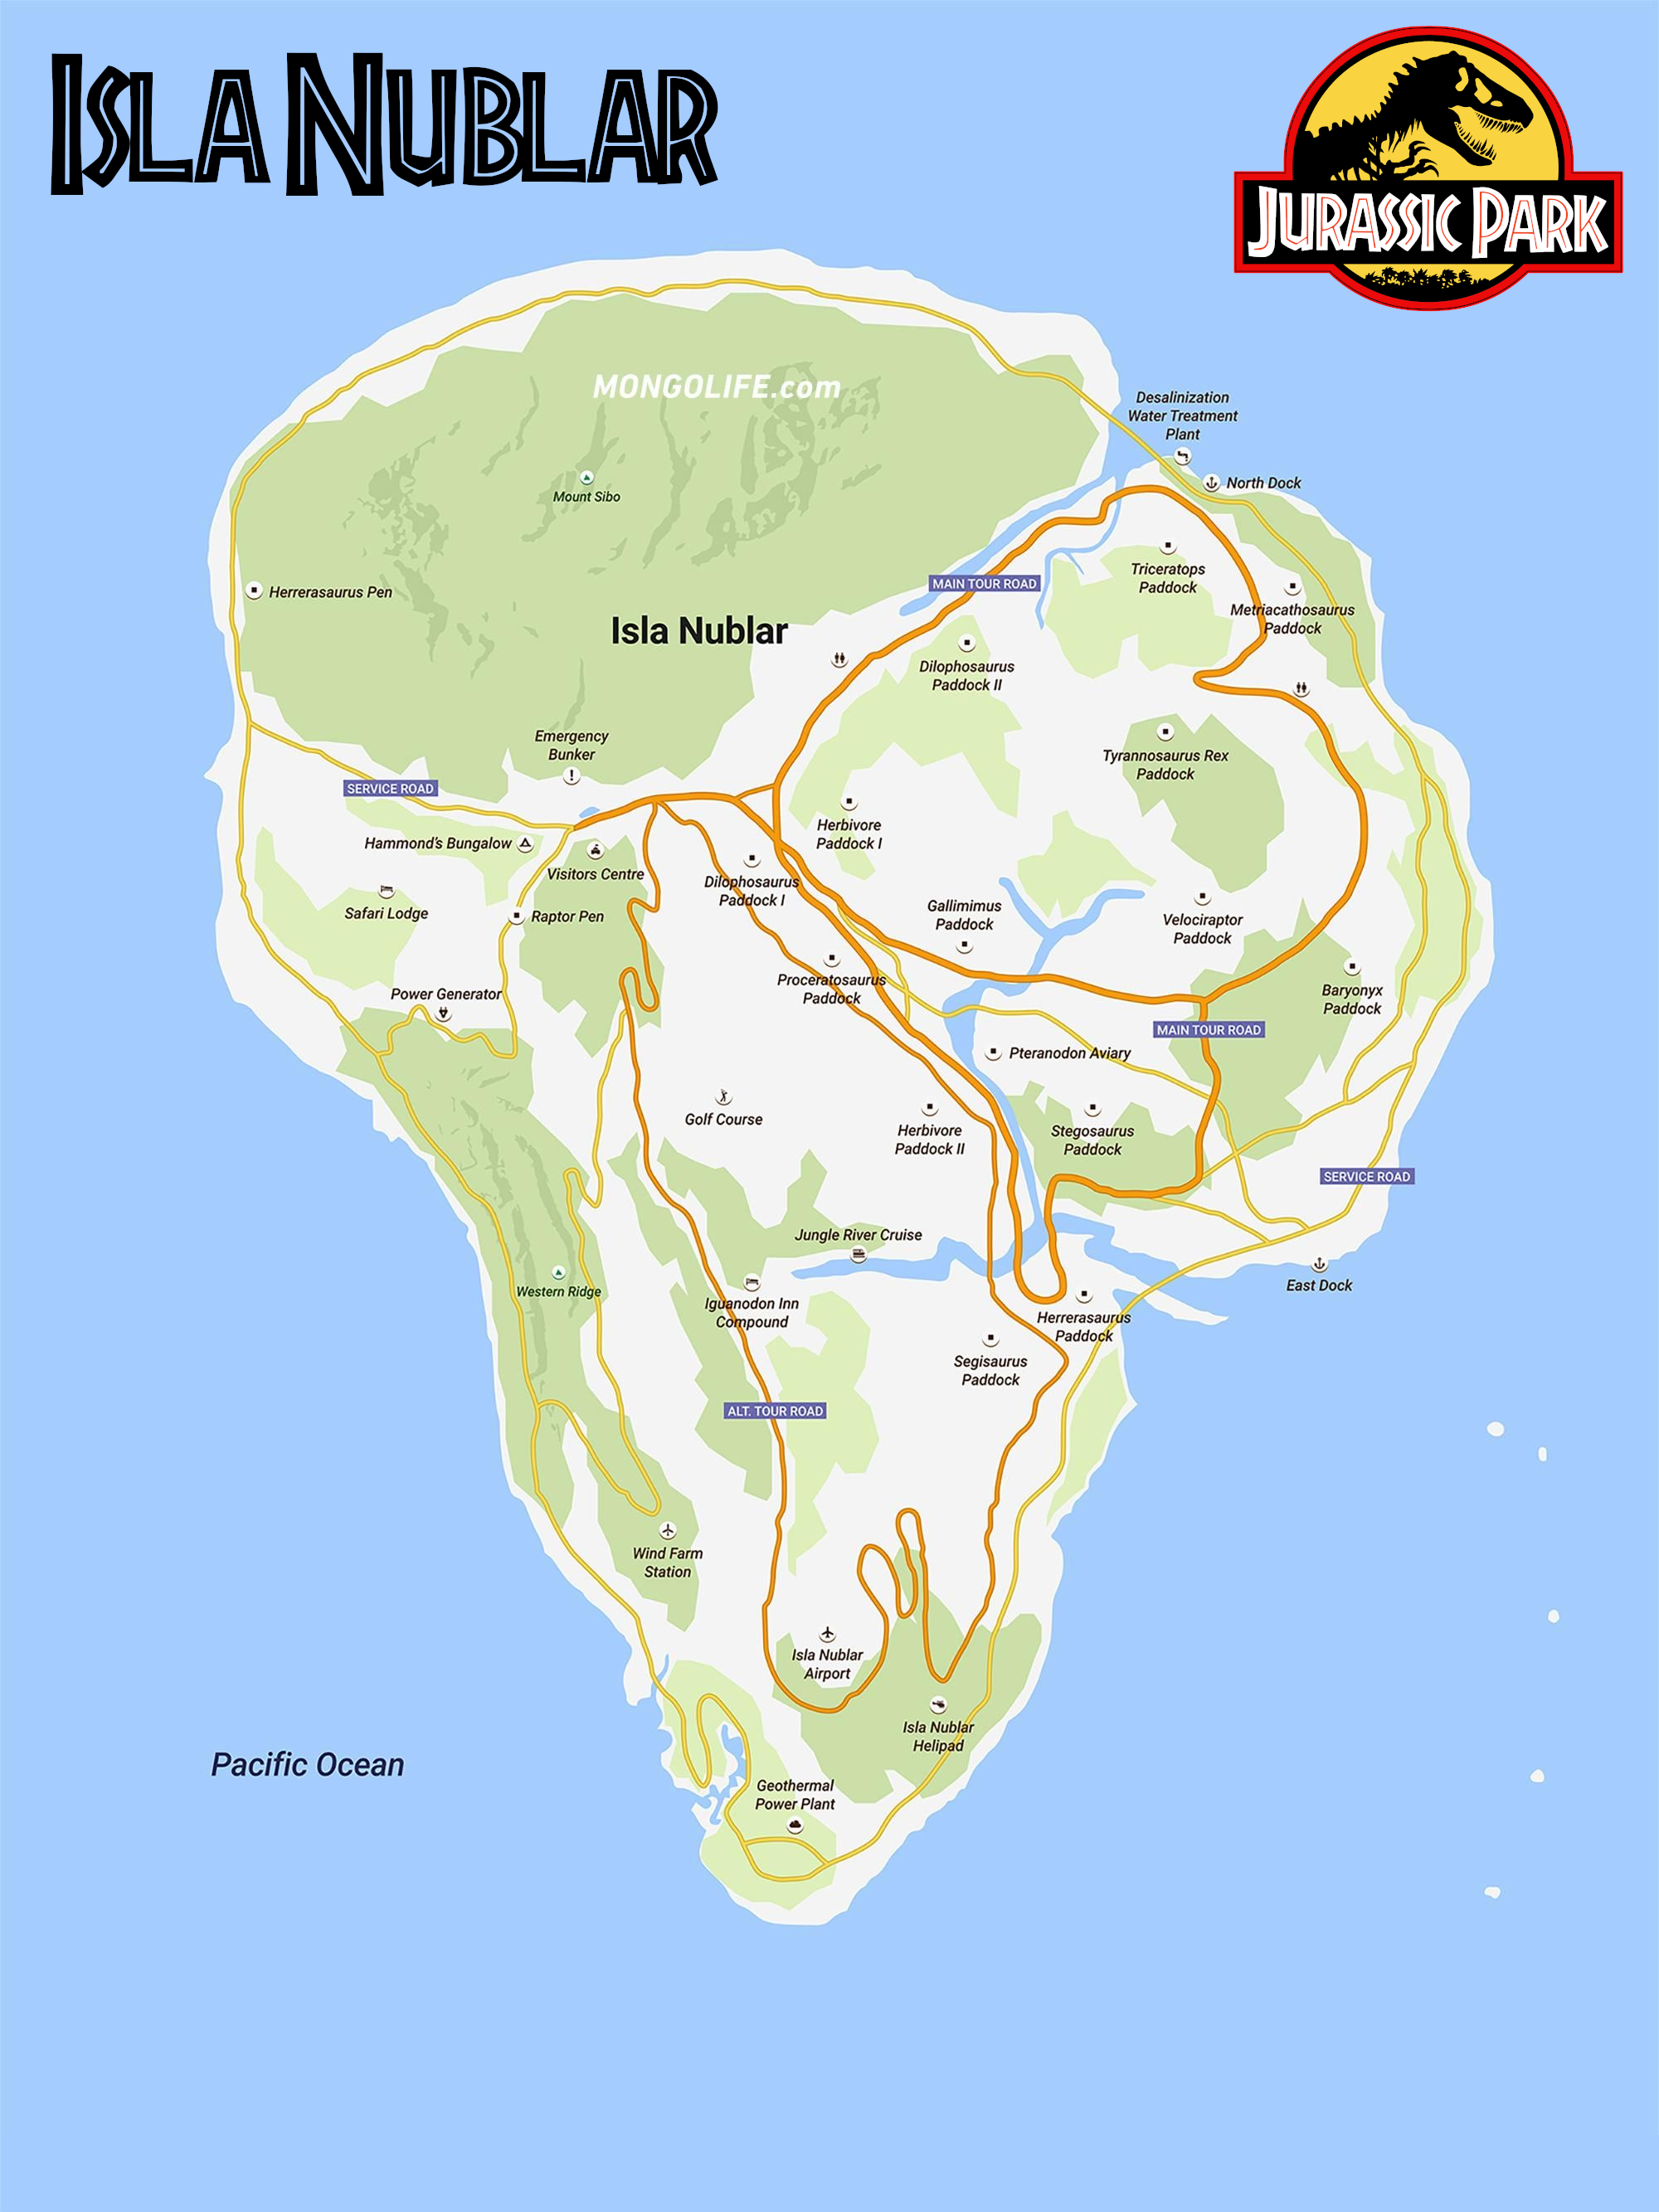 ISLA NUBLAR
JURASSIC PARK
MONGOLIFE.com
Desalinization
Water Treatment
Plant
North Dock
Mount Sibo
Herrerasaurus Pen
MAIN TOUR ROAD
Triceratops
Paddock
Metriacathosaurus
Paddock
Isla Nublar
Dilophosaurus
Paddock II
Emergency
Bunker
Tyrannosaurus Rex
Paddock
SERVICE ROAD
Herbivore
Paddock I
Hammond's Bungalow
Visitors Centre
Dilophosaurus
Paddock I
Safari Lodge
Raptor Pen
Gallimimus
Paddock
Velociraptor
Paddock
Proceratosaurus
Paddock
Power Generator
Baryonyx
Paddock
MAIN TOUR ROAD
Pteranodon Aviary
Golf Course
Herbivore
Paddock II
Stegosaurus
Paddock
SERVICE ROAD
Jungle River Cruise
East Dock
Western Ridge
Iguanodon Inn
Compound
Herrerasaurus
Paddock
Segisaurus
Paddock
ALT. TOUR ROAD
Wind Farm
Station
Isla Nublar
Airport
Isla Nublar
Helipad
Pacific Ocean
Geothermal
Power Plant